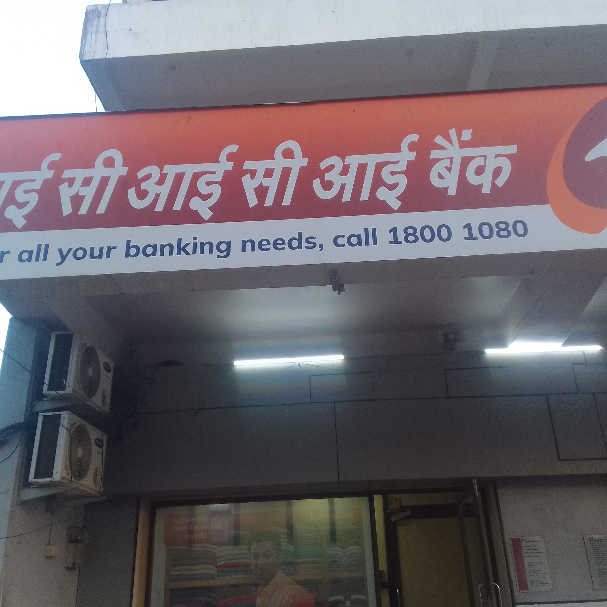 आई सी आई सी आई बैंक
r all your banking needs, call 1800 1080